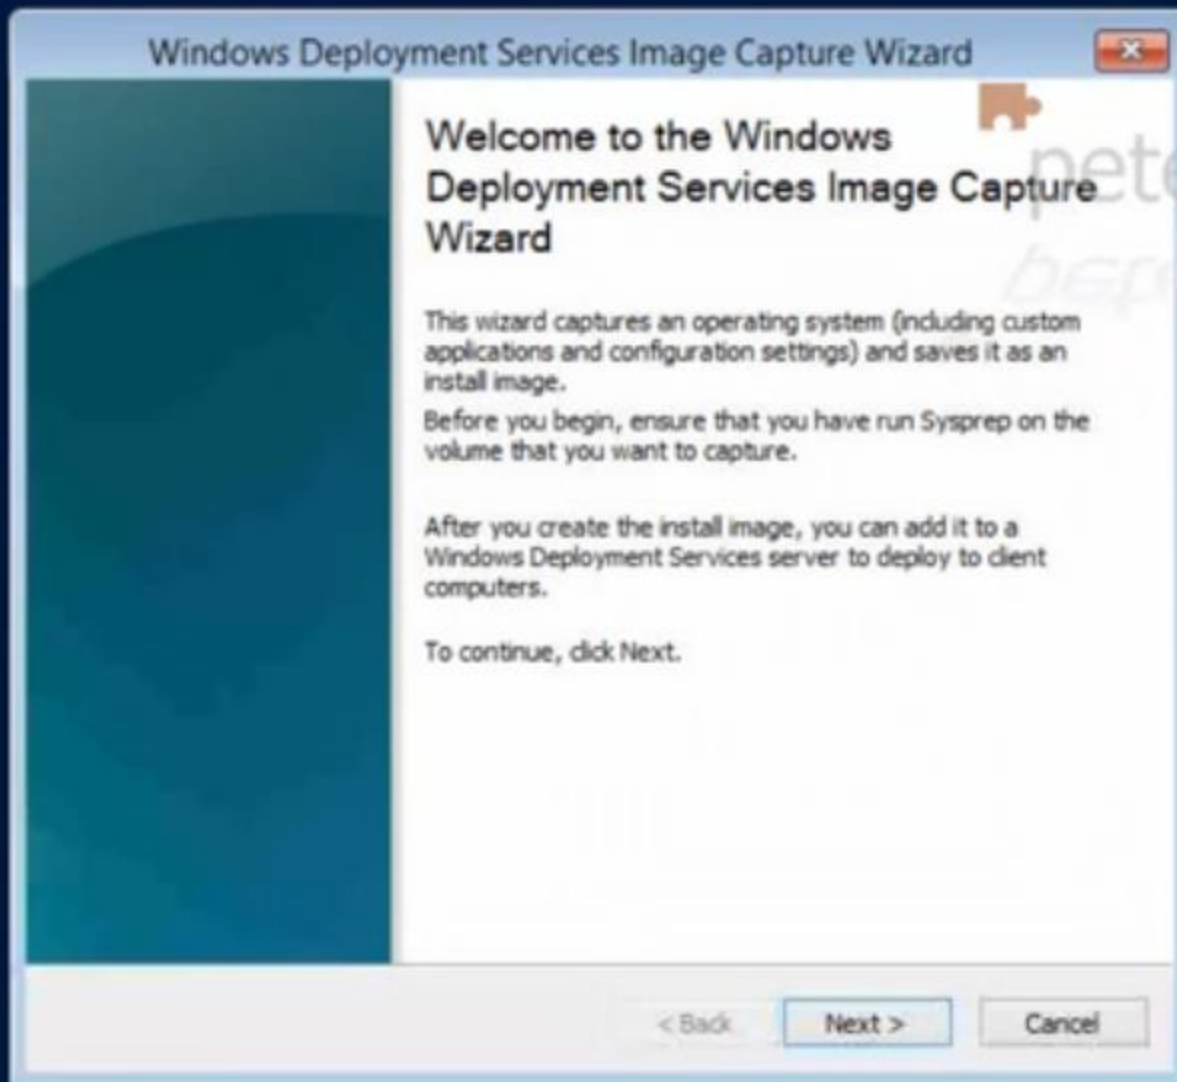 Windows Deployment Services Image Capture Wizard
Welcome to the Windows
Deployment Services Image Capture
Wizard
pete
This wizard captures an operating system (including custom
applications and configuration settings) and saves it as an
install image.
Before you begin, ensure that you have run Sysprep on the
volume that you want to capture.
After you create the install image, you can add it to a
Windows Deployment Services server to deploy to client
computers.
To continue, click Next.
< Back
Next >
Cancel